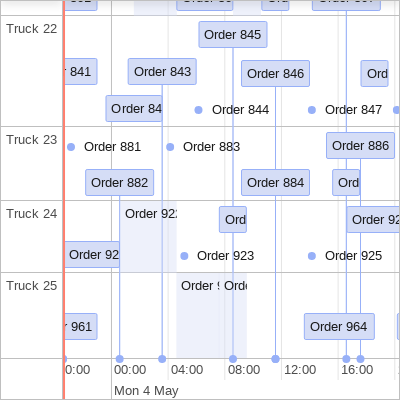 Truck 22
Order 845
841
Order 843
Order 846
Ord
Order 84
Order 844
Order 847
Truck 23
Order 881
Order 883
Order 886
Order 882
Order 884
Ord
Truck 24
Order 922
Ord
Order 92
Order 92
Order 923
Order 925
Truck 25
Order
Orde
961
Order 964
0:00
00:00
04:00
08:00
12:00
16:00
Mon 4 May